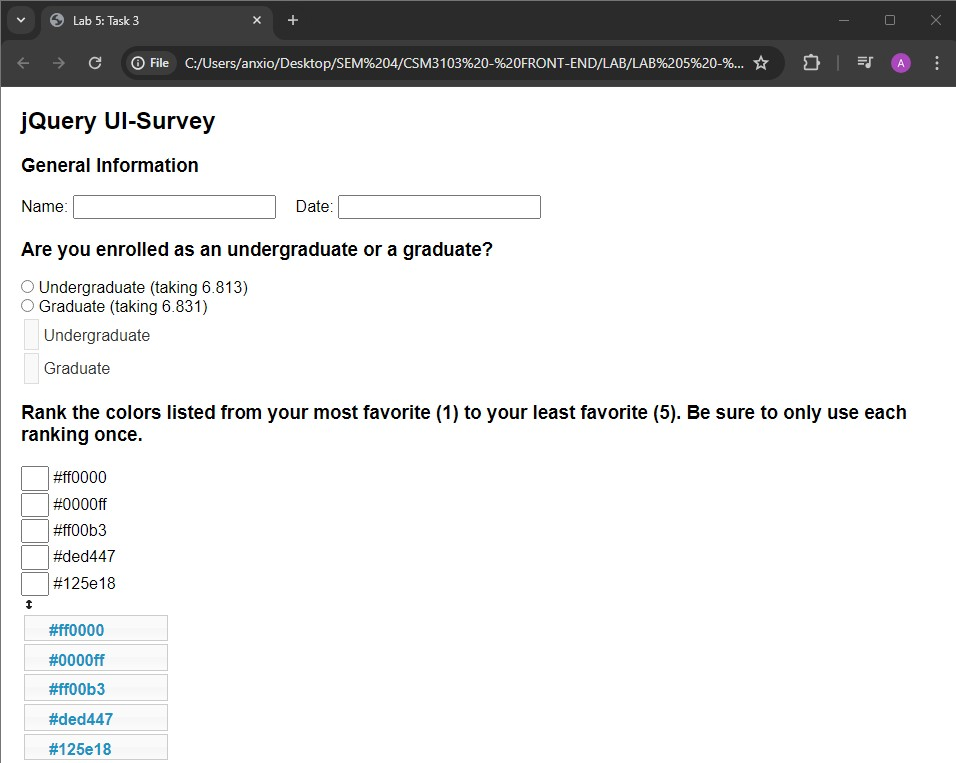 Lab 5: Task 3
File C:/Users/anxio/Desktop/SEM%204/CSM3103%20-%20FRONT-END/LAB/LAB%205%20-%... A
jQuery UI-Survey
General Information
Name: Date:
Are you enrolled as an undergraduate or a graduate?
Undergraduate (taking 6.813)
Graduate (taking 6.831)
Undergraduate
Graduate
Rank the colors listed from your most favorite (1) to your least favorite (5). Be sure to only use each
ranking once.
#ff0000
#0000ff
#ff00b3
#ded447
#125e18
#ff0000
#0000ff
#ff00b3
#ded447
#125e18